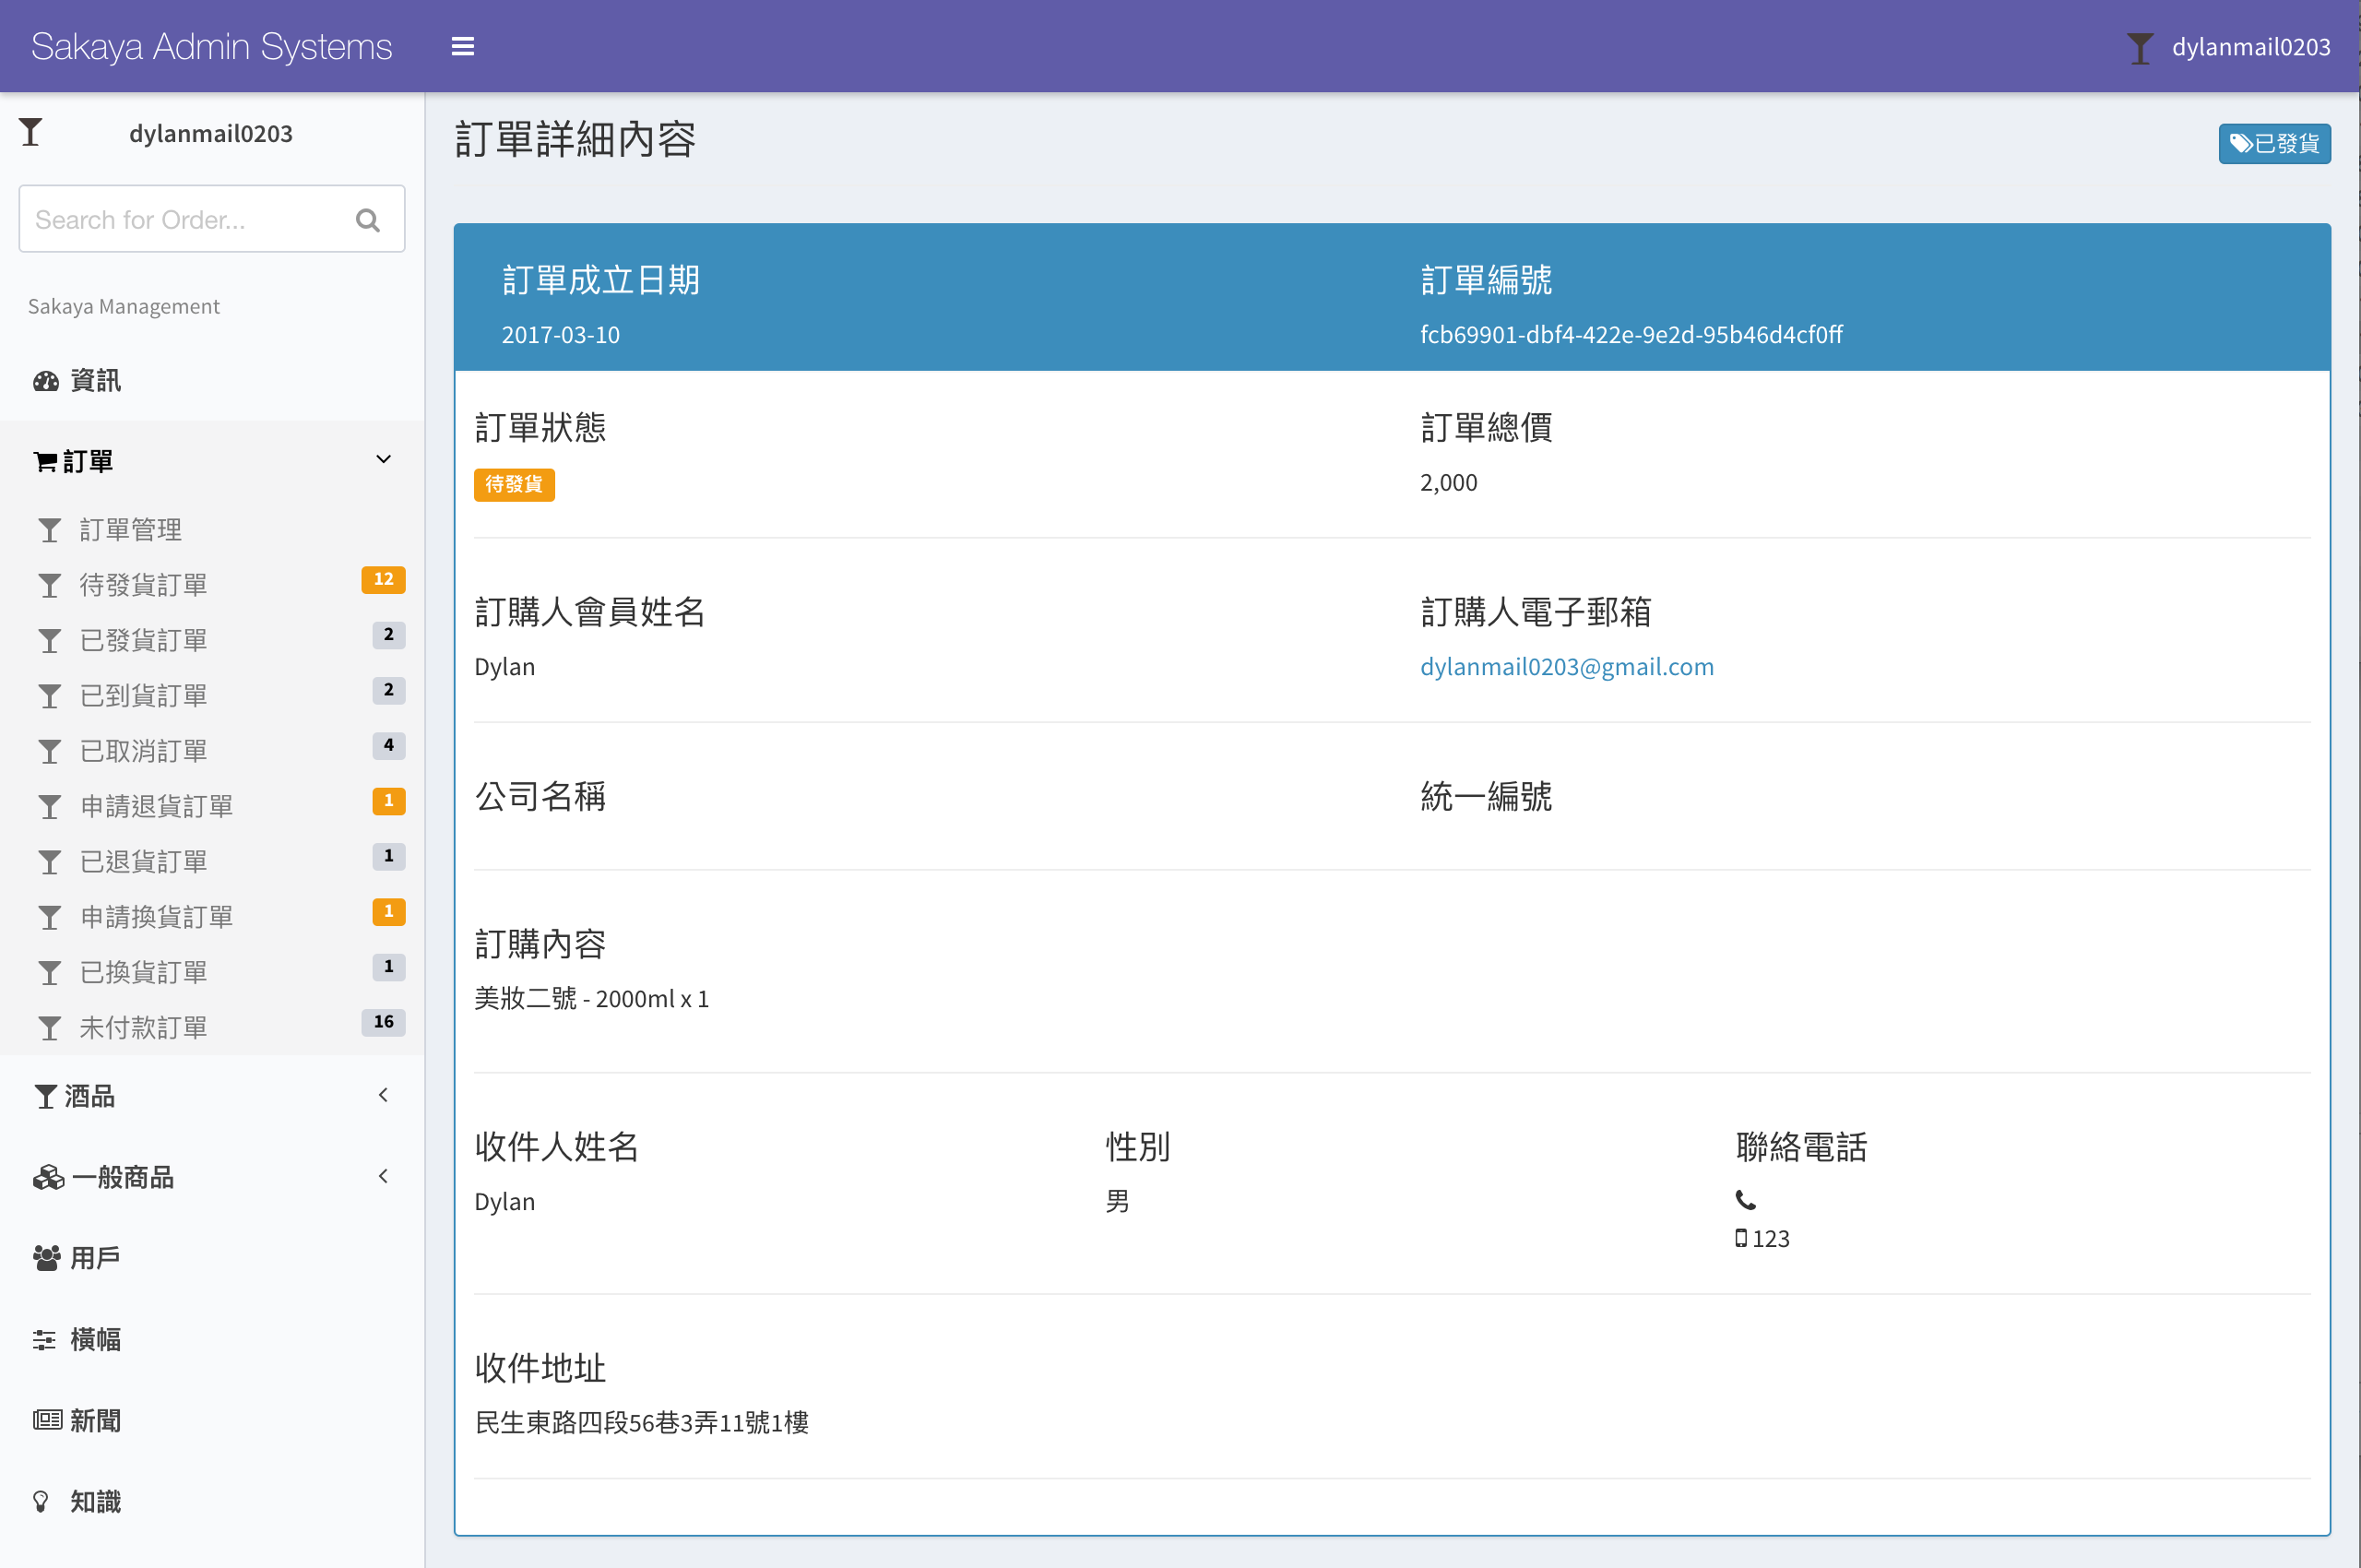 Sakaya Admin Systems
dylanmail0203
dylanmail0203
Search for Order...
Sakaya Management
資訊
訂單
訂單管理
待發貨訂單 12
已發貨訂單 2
已到貨訂單 2
已取消訂單 4
申請退貨訂單 1
已退貨訂單 1
申請換貨訂單 1
已換貨訂單 1
未付款訂單 16
酒品
一般商品
用戶
橫幅
新聞
知識
訂單詳細內容
已發貨
訂單成立日期 訂單編號
2017-03-10 fcb69901-dbf4-422e-9e2d-95b46d4cf0ff
訂單狀態 訂單總價
待發貨 2,000
訂購人會員姓名 訂購人電子郵箱
Dylan dylanmail0203@gmail.com
公司名稱 統一編號
訂購內容
美妝二號 - 2000ml x 1
收件人姓名 性別 聯絡電話
Dylan 男
123
收件地址
民生東路四段56巷3弄11號1樓